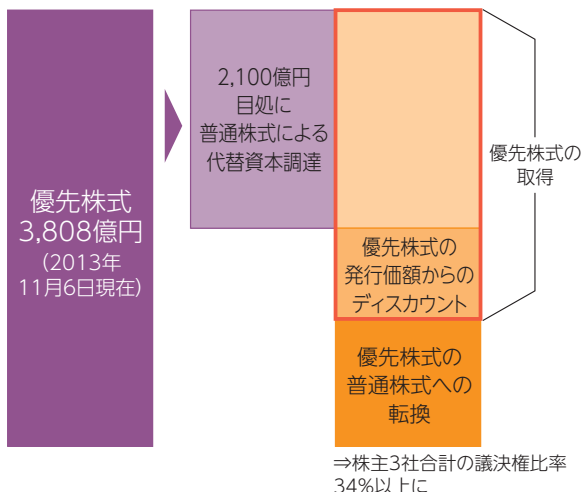 優先株式
3,808億円
(2013年
11月6日現在)
2,100億円
目処に
普通株式による
代替資本調達
優先株式の
発行価額からの
ディスカウント
優先株式の
普通株式への
転換
優先株式の
取得
⇒株主3社合計の議決権比率
34%以上に